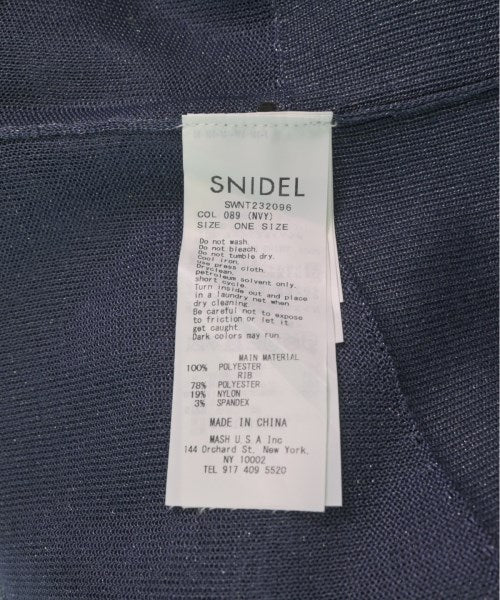 SNIDEL
SWNT232096
COL 089 (NVY)
SIZE ONE SIZE
Do not wash.
Do not bleach.
Do not tumble dry.
Cool iron.
use press cloth.
Dryclean.
petroleum solvent only.
short cycle.
Turn inside out and place
in a laundry net when
dry cleaning.
Be careful not to expose
to friction or let it
get caught.
Dark colors may run.
MAIN MATERIAL
100% POLYESTER
RIB
78% POLYESTER
19% NYLON
3% SPANDEX
MADE IN CHINA
MASH U S A Inc
144 Orchard St. New York.
NY 10002
TEL 917 409 5520